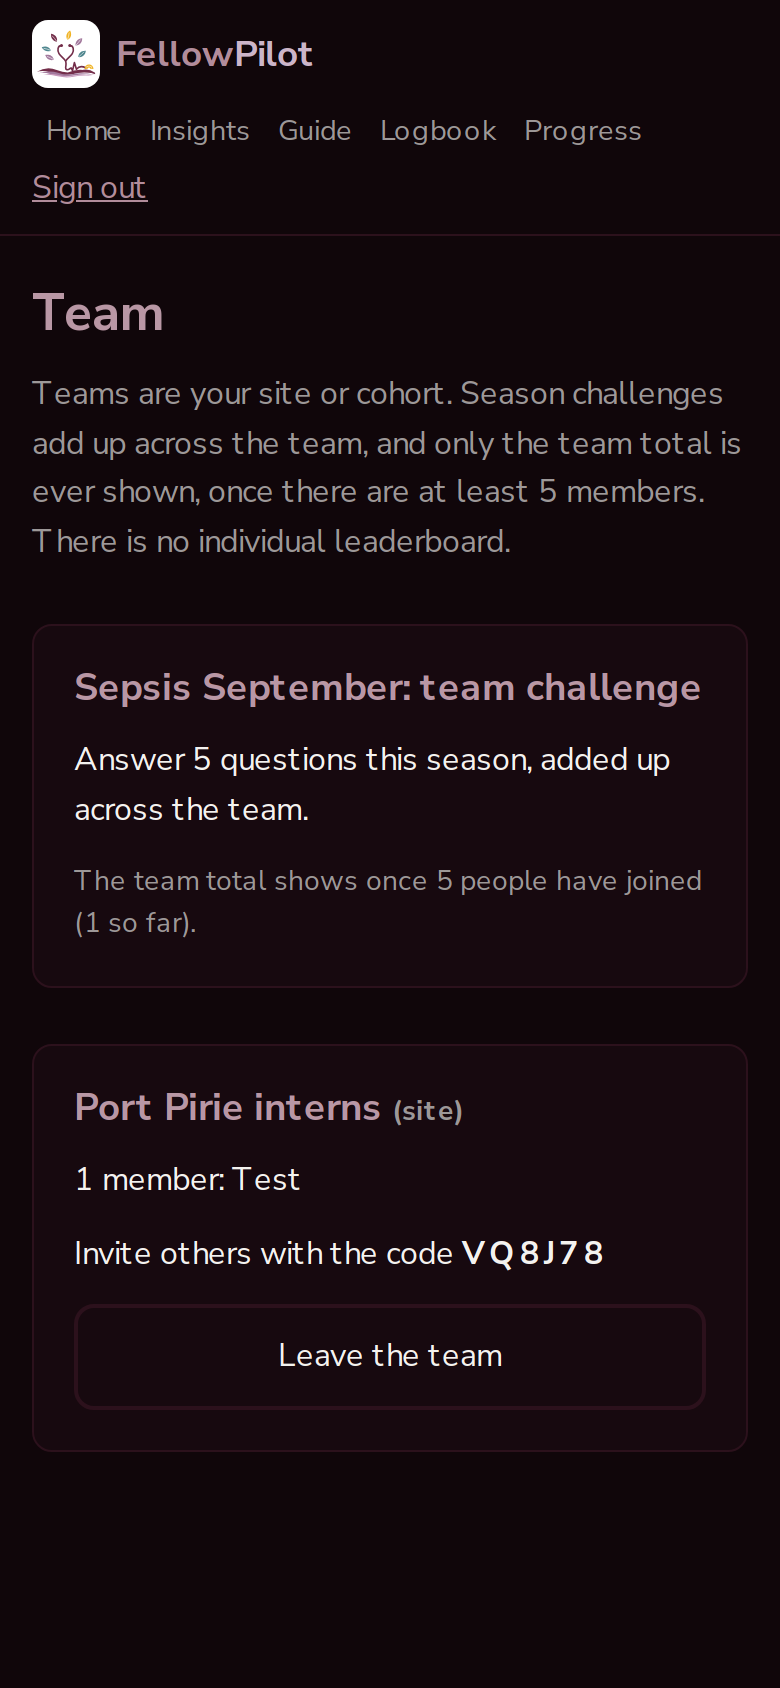 FellowPilot
Home Insights Guide Logbook Progress
Sign out
Team
Teams are your site or cohort. Season challenges
add up across the team, and only the team total is
ever shown, once there are at least 5 members.
There is no individual leaderboard.
Sepsis September: team challenge
Answer 5 questions this season, added up
across the team.
The team total shows once 5 people have joined
(1 so far).
Port Pirie interns (site)
1 member: Test
Invite others with the code VQ8J78
Leave the team